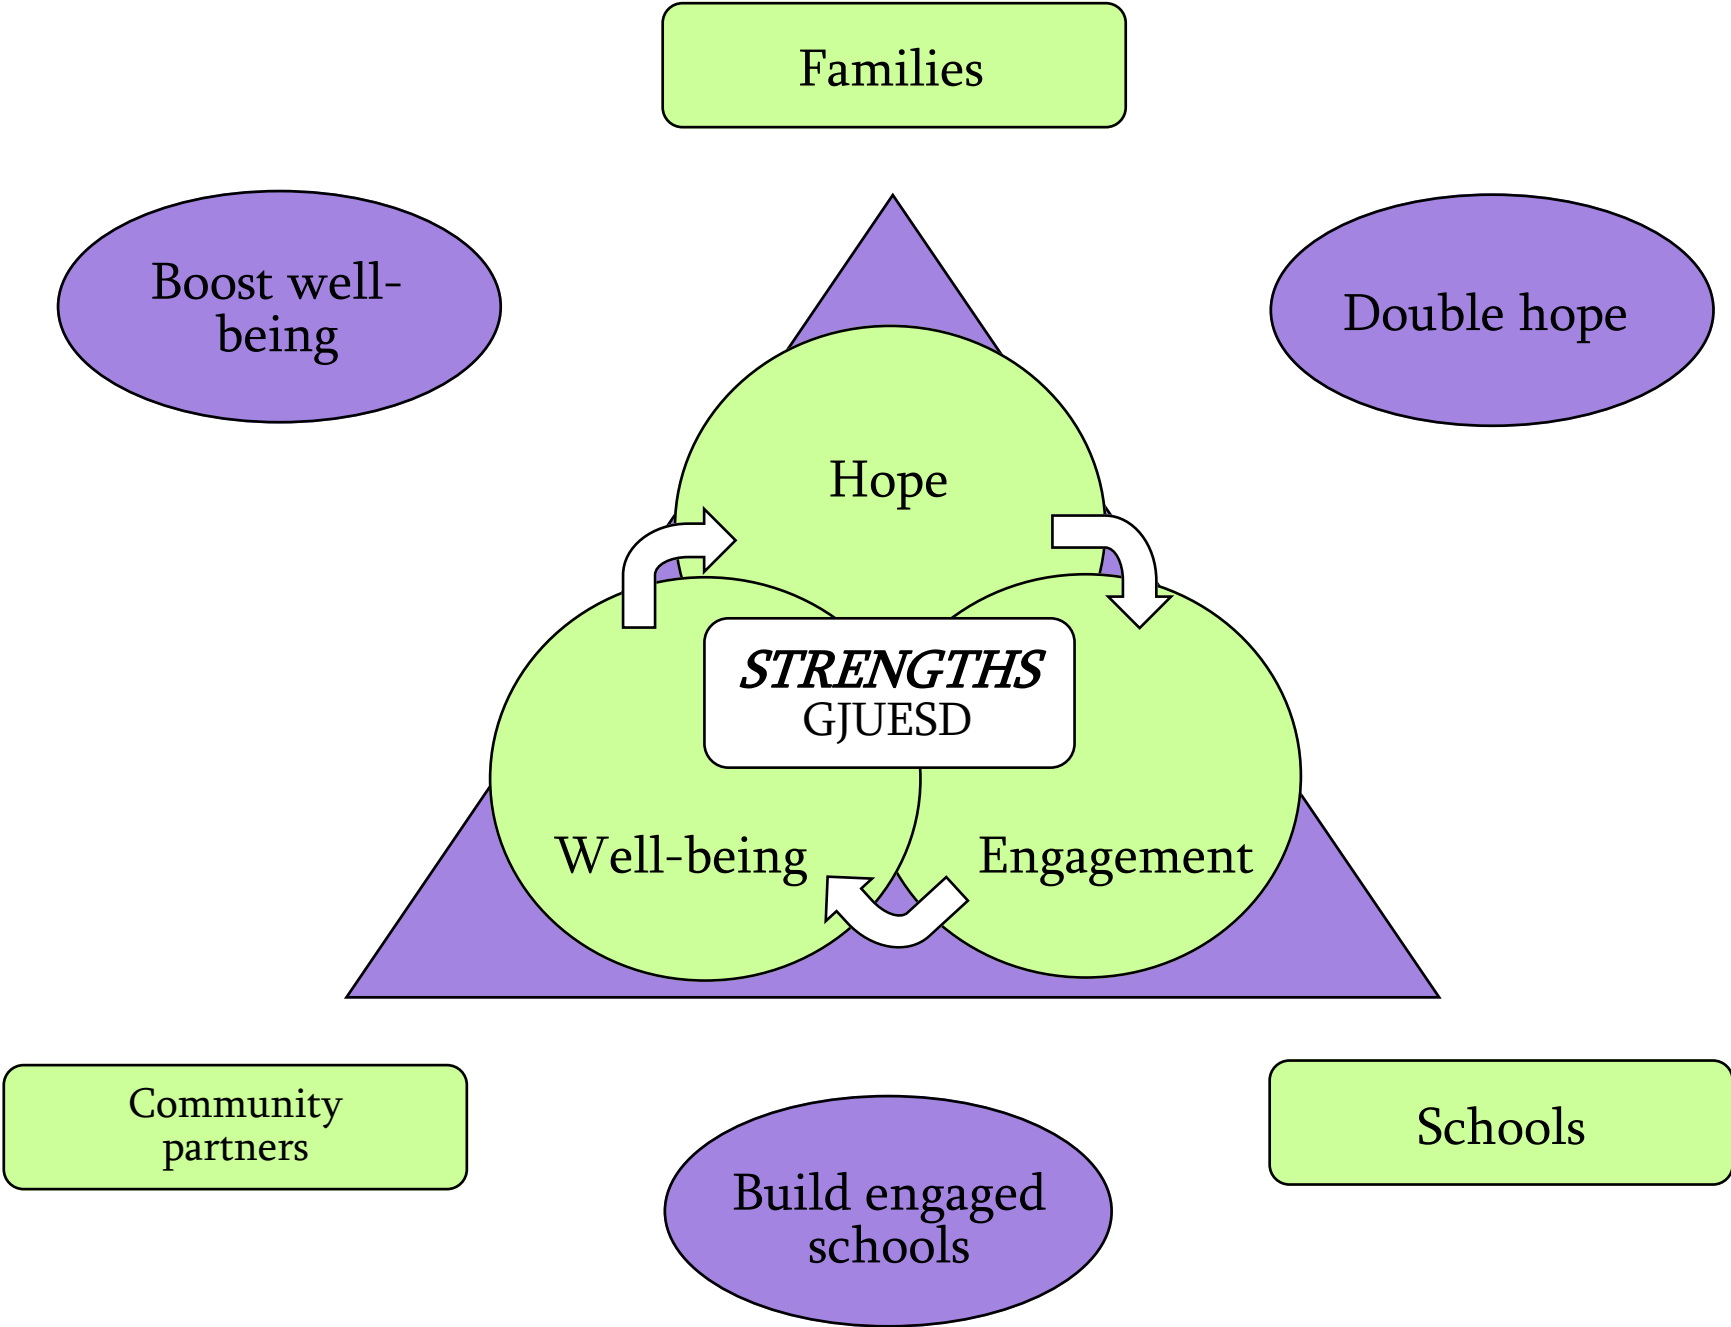 Families
Boost well-
being
Double hope
Hope
STRENGTHS
GJUESD
Well-being
Engagement
Community
partners
Schools
Build engaged
schools